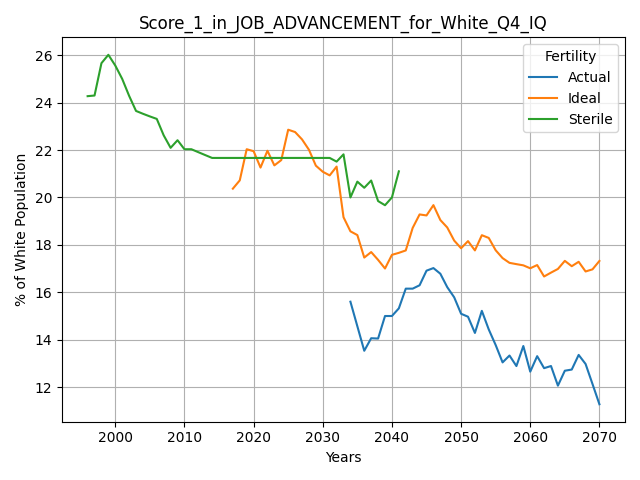 Score_1_in_JOB_ADVANCEMENT_for_White_Q4_IQ
Fertility
Actual
Ideal
Sterile
% of White Population
26
24
22
20
18
16
14
12
2000
2010
2020
2030
2040
2050
2060
2070
Years